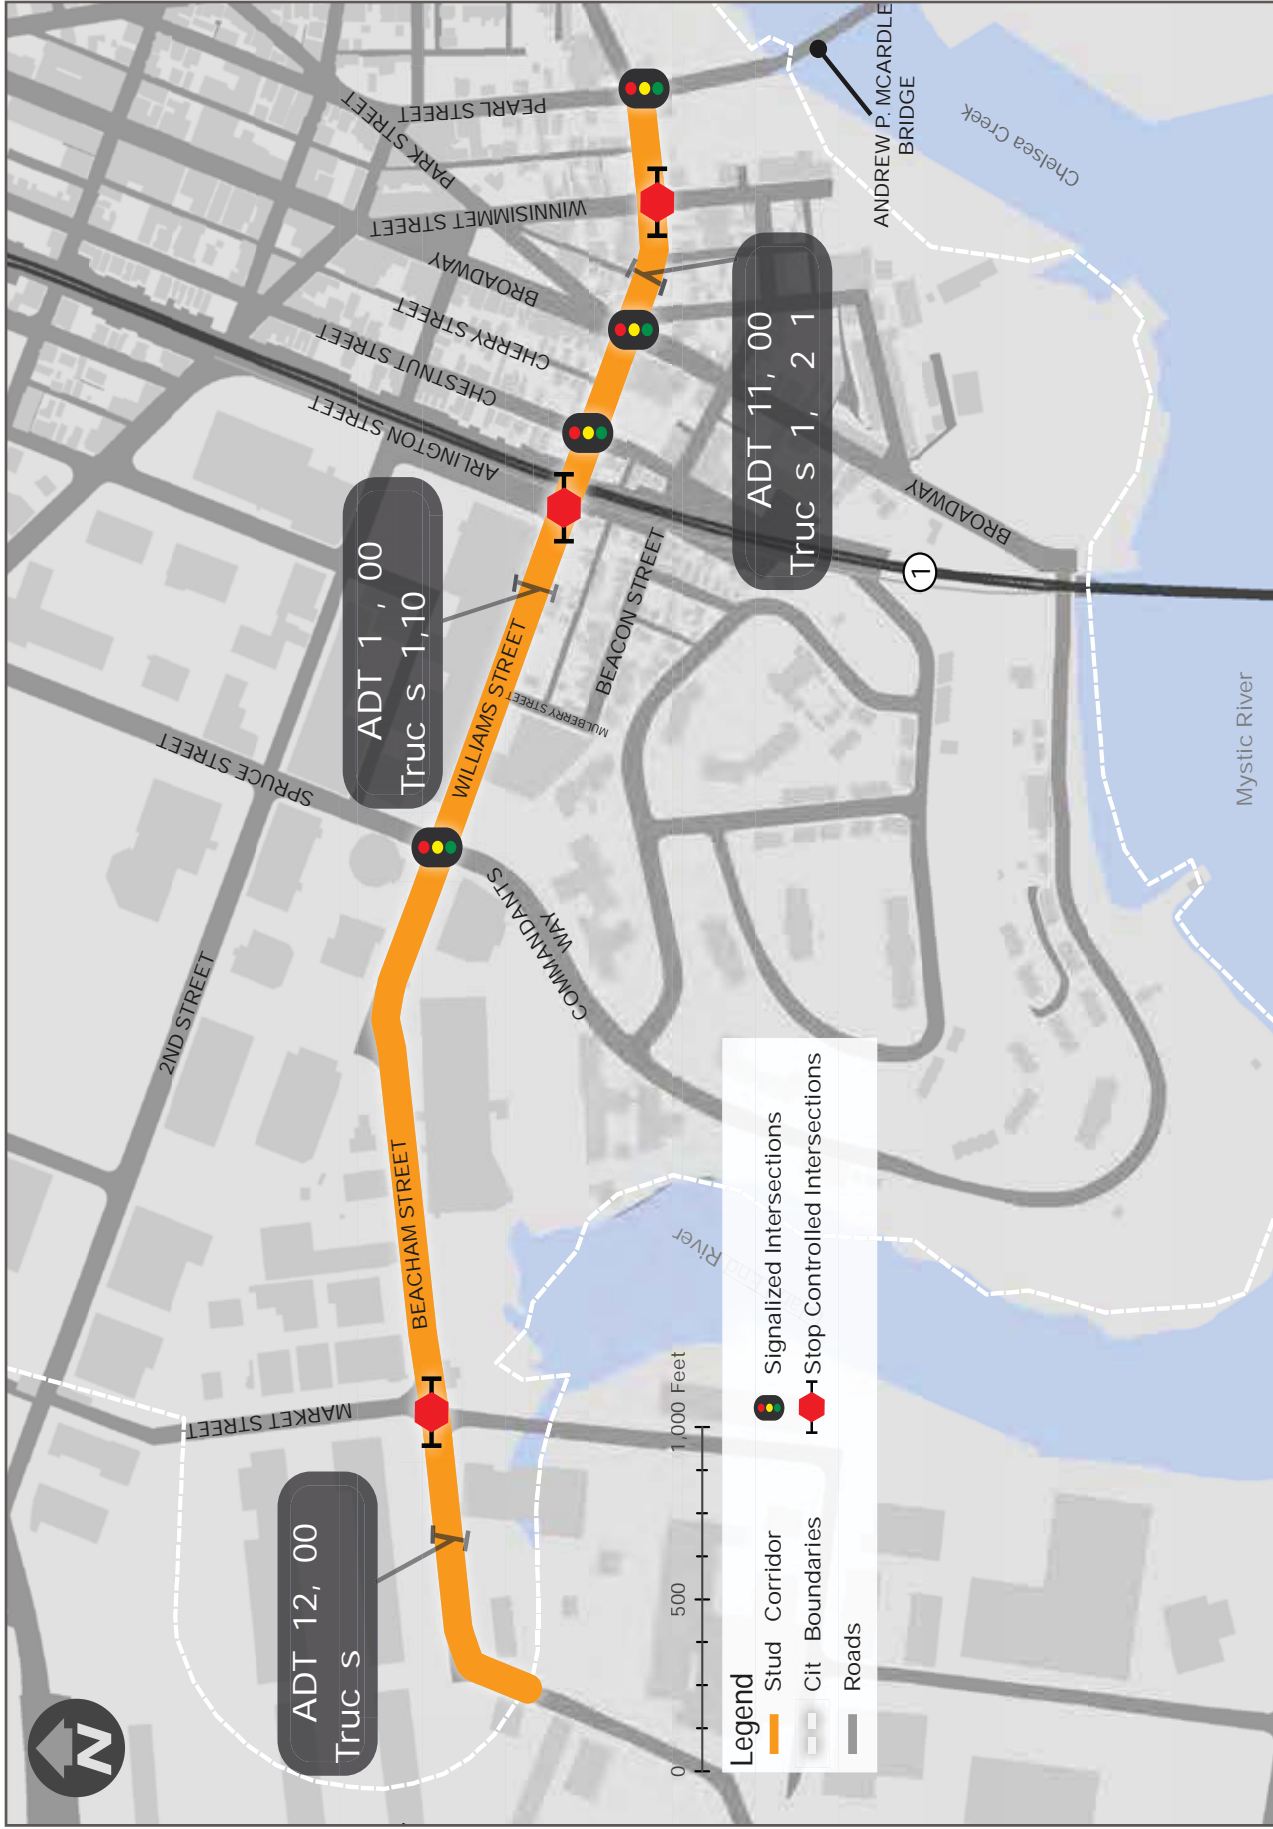 N
ADT 12, 00
Truc s
MARKET STREET
BEACHAM STREET
2ND STREET
SPRUCE STREET
COMMANDANTS
WAY
WILLIAMS STREET
ADT 1 , 00
Truc s 1,10
MULBERRY STREET
BEACON STREET
ARLINGTON STREET
CHESTNUT STREET
CHERRY STREET
BROADWAY
WINNISIMMET STREET
PARK STREET
PEARL STREET
ADT 11, 00
Truc s 1, 2 1
BROADWAY
1
ANDREW P. MCARDLE
BRIDGE
Chelsea Creek
Mystic River
End River
0 500 1,000 Feet
Legend
Stud Corridor
Cit Boundaries
Roads
Signalized Intersections
Stop Controlled Intersections